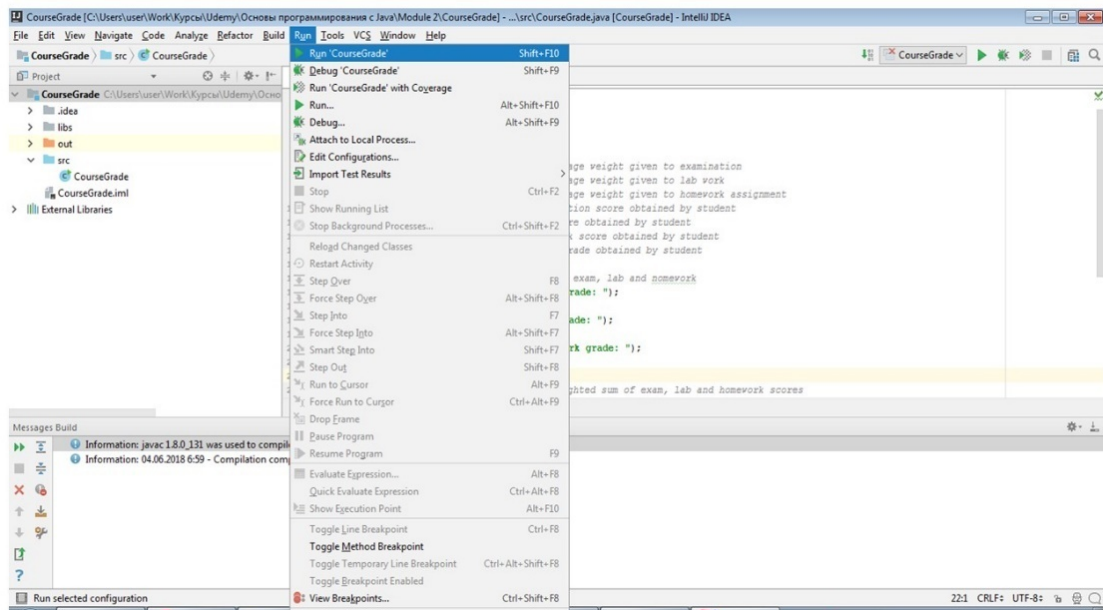 CourseGrade [C:\Users\user\Work\Курсы\Udemy\Основы программирования с Java\Module 2\CourseGrade] - ...\src\CourseGrade.java [CourseGrade] - IntelliJ IDEA
File Edit View Navigate Code Analyze Refactor Build Run Tools VCS Window Help
CourseGrade src CourseGrade
CourseGrade
Project
CourseGrade C:\Users\user\Work\Курсы\Udemy\Осно
.idea
libs
out
src
CourseGrade
CourseGrade.iml
External Libraries
Run 'CourseGrade' Shift+F10
Debug 'CourseGrade' Shift+F9
Run 'CourseGrade' with Coverage
Run... Alt+Shift+F10
Debug... Alt+Shift+F9
Attach to Local Process...
Edit Configurations...
Import Test Results
Stop Ctrl+F2
Show Running List
Stop Background Processes... Ctrl+Shift+F2
Reload Changed Classes
Restart Activity
Step Over F8
Force Step Over Alt+Shift+F8
Step Into F7
Force Step Into Alt+Shift+F7
Smart Step Into Shift+F7
Step Out Shift+F8
Run to Cursor Alt+F9
Force Run to Cursor Ctrl+Alt+F9
Drop Frame
Pause Program
Resume Program F9
Evaluate Expression... Alt+F8
Quick Evaluate Expression Ctrl+Alt+F8
Show Execution Point Alt+F10
Toggle Line Breakpoint Ctrl+F8
Toggle Method Breakpoint
Toggle Temporary Line Breakpoint Ctrl+Alt+Shift+F8
Toggle Breakpoint Enabled
View Breakpoints... Ctrl+Shift+F8
age weight given to examination
age weight given to lab work
age weight given to homework assignment
tion score obtained by student
re obtained by student
k score obtained by student
rade obtained by student
exam, lab and nomework
rade: ");
ade: ");
rk grade: ");
ghted sum of exam, lab and homework scores
Messages Build
Information: javac 1.8.0_131 was used to compil
Information: 04.06.2018 6:59 - Compilation com
Run selected configuration
22:1 CRLF: UTF-8: